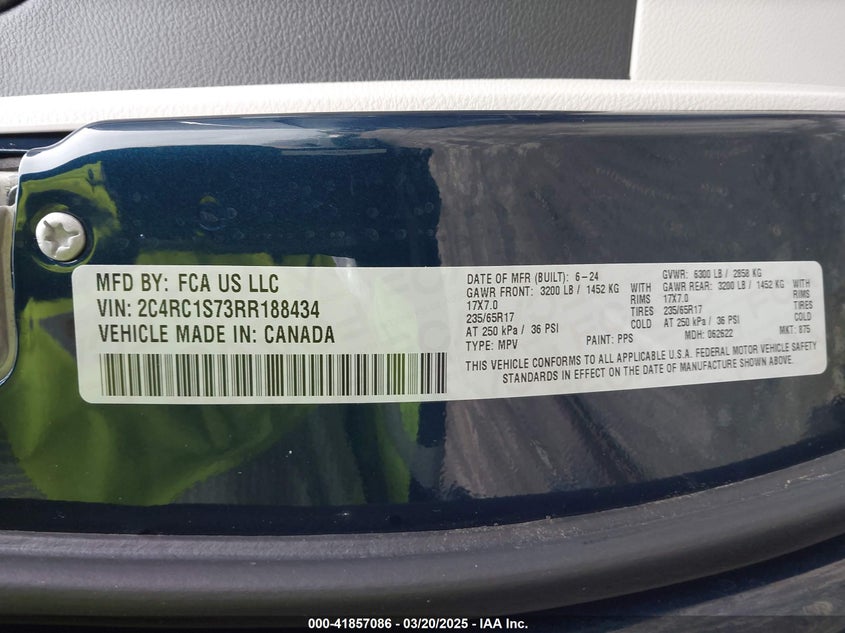 MFD BY: FCA US LLC
VIN: 2C4RC1S73RR188434
VEHICLE MADE IN: CANADA
DATE OF MFR (BUILT): 6-24 GVWR: 6300 LB / 2858 KG
GAWR FRONT: 3200 LB / 1452 KG WITH GAWR REAR: 3200 LB / 1452 KG WITH
17X7.0 RIMS 17X7.0 RIMS
235/65R17 TIRES 235/65R17 TIRES
AT 250 kPa / 36 PSI COLD AT 250 kPa / 36 PSI COLD
TYPE: MPV PAINT: PPS MDH: 062622 MKT: 875
THIS VEHICLE CONFORMS TO ALL APPLICABLE U.S.A. FEDERAL MOTOR VEHICLE SAFETY
STANDARDS IN EFFECT ON THE DATE OF MANUFACTURE SHOWN ABOVE.
000-41857086 - 03/20/2025 - IAA Inc.